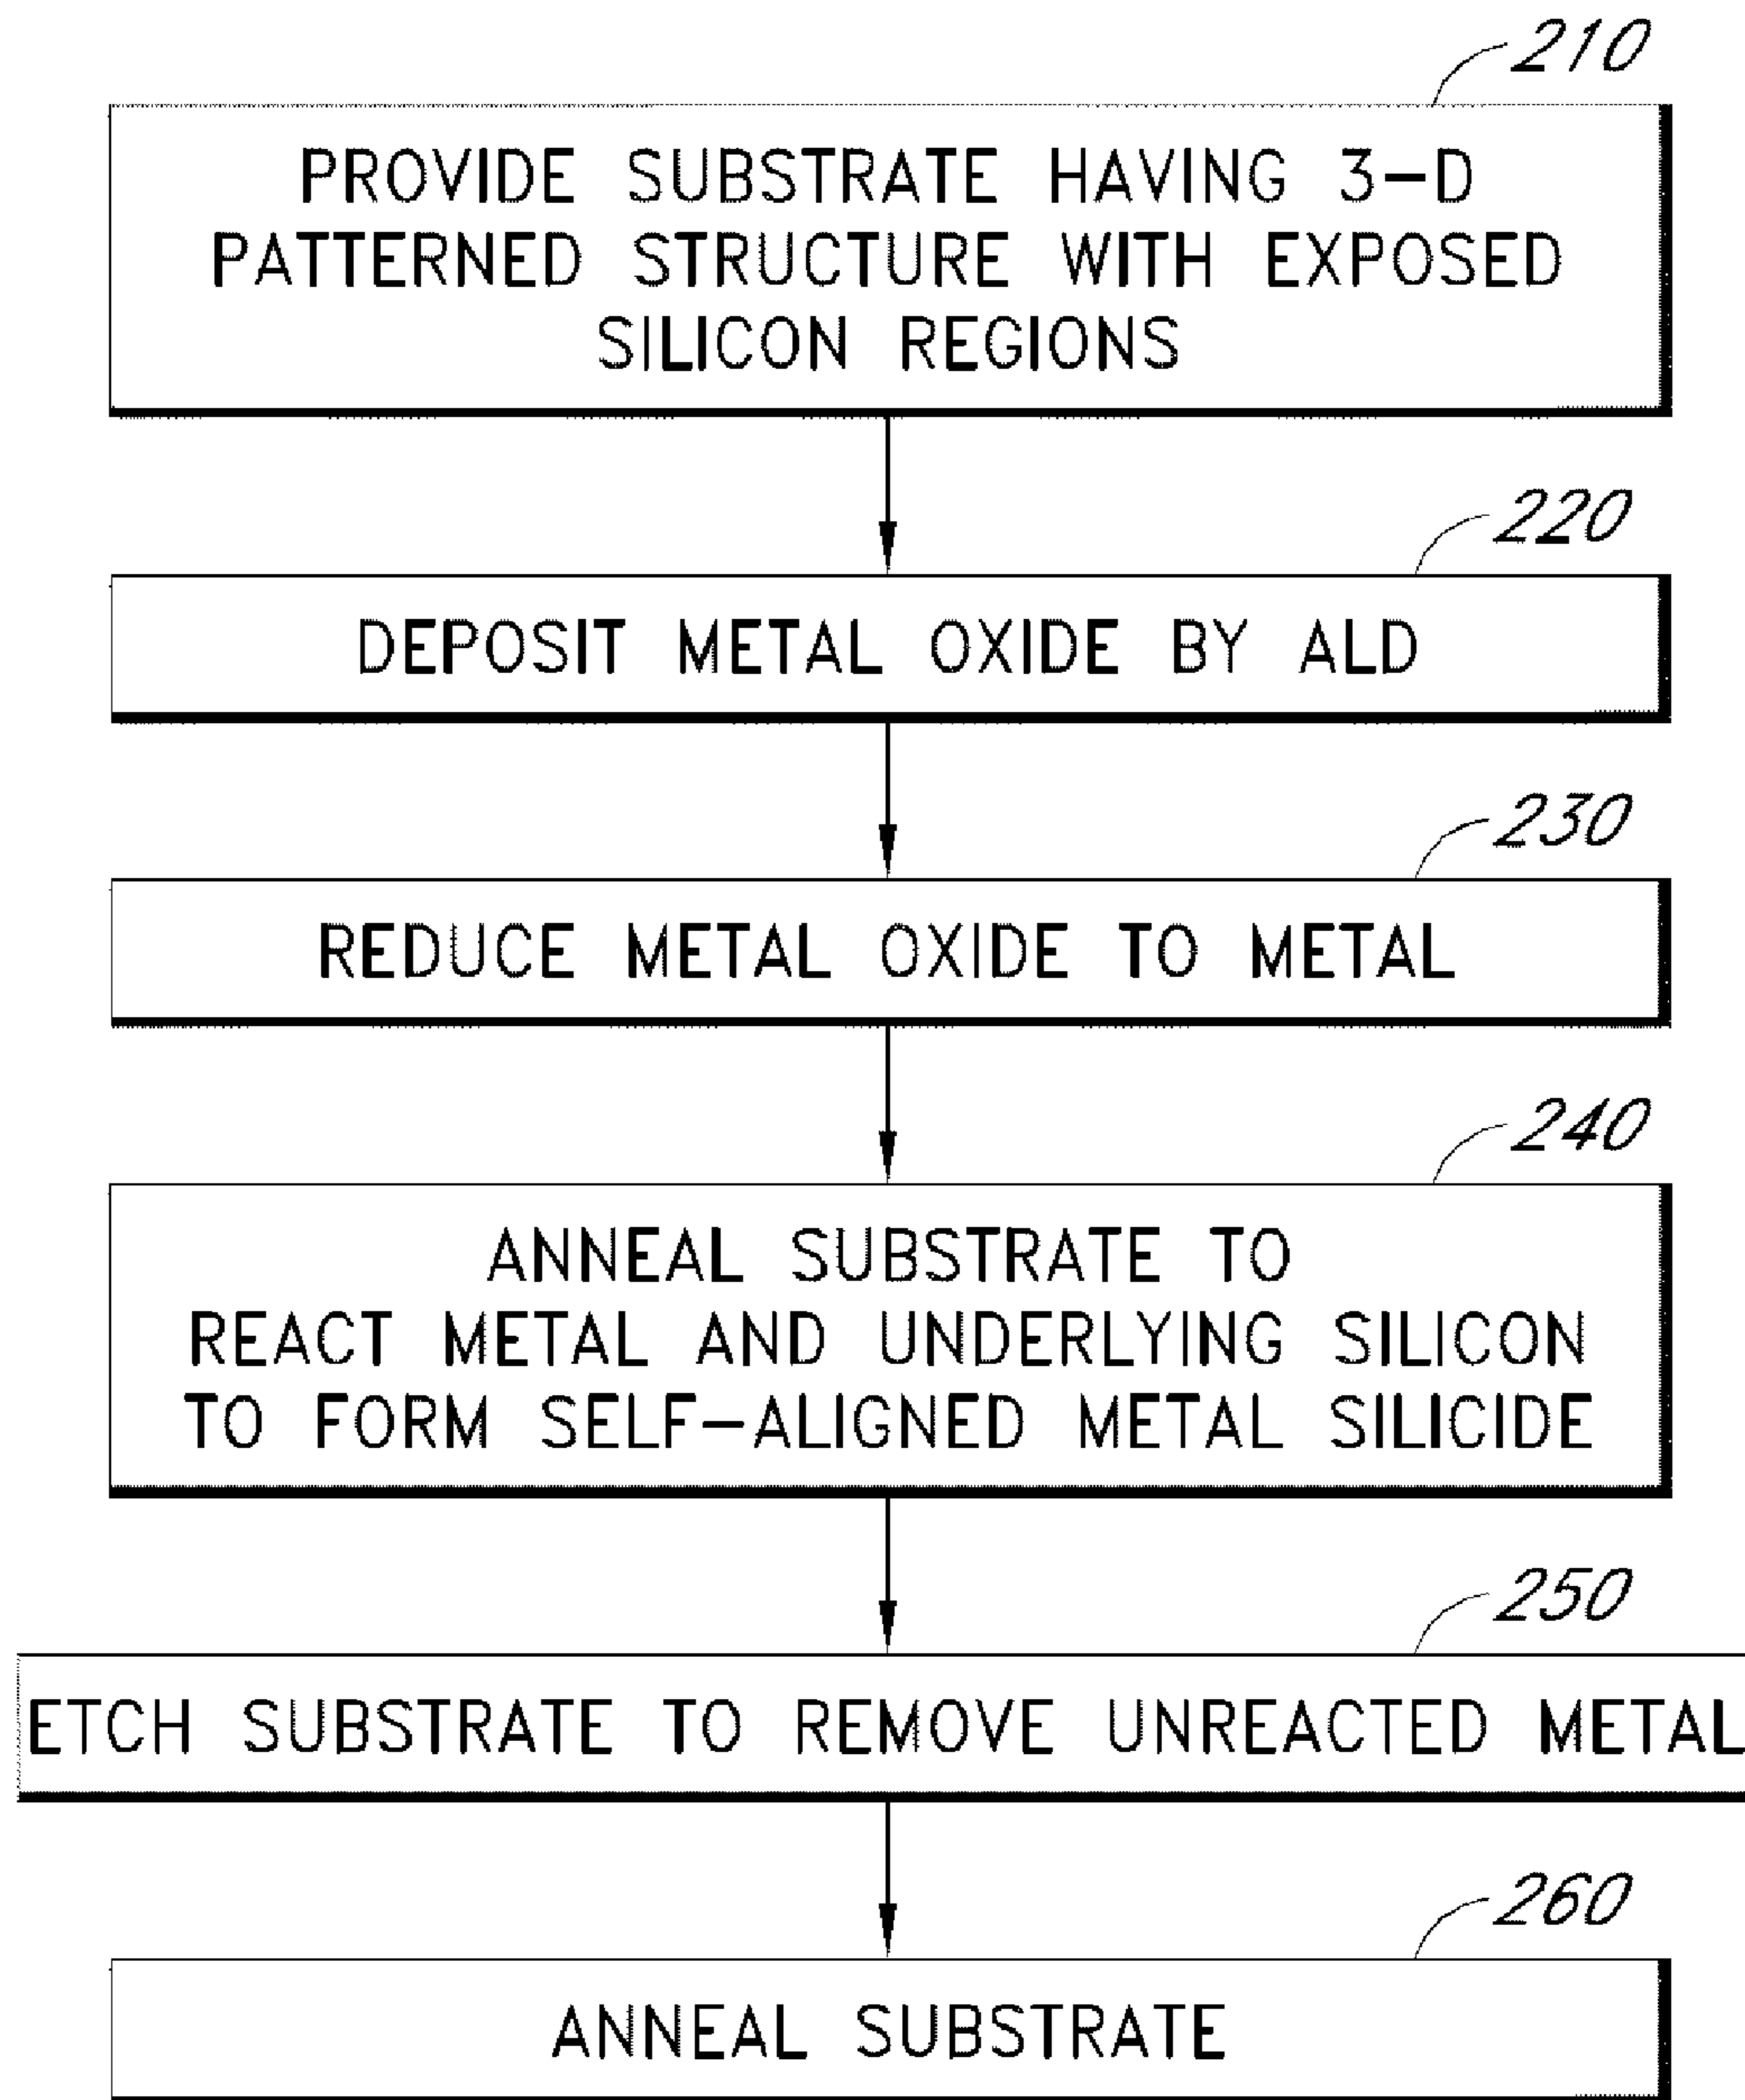 210
PROVIDE SUBSTRATE HAVING 3-D
PATTERNED STRUCTURE WITH EXPOSED
SILICON REGIONS
220
DEPOSIT METAL OXIDE BY ALD
230
REDUCE METAL OXIDE TO METAL
240
ANNEAL SUBSTRATE TO
REACT METAL AND UNDERLYING SILICON
TO FORM SELF-ALIGNED METAL SILICIDE
250
ETCH SUBSTRATE TO REMOVE UNREACTED METAL
260
ANNEAL SUBSTRATE